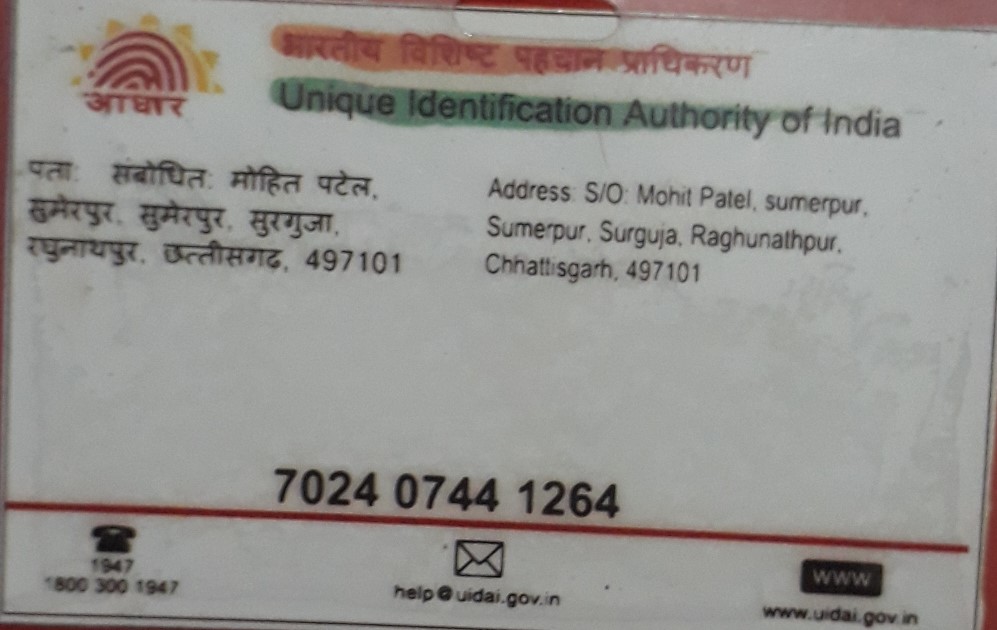 आधार
भारतीय विशिष्ट पहचान प्राधिकरण
Unique Identification Authority of India
पता: संबोधित: मोहित पटेल,
सुमेरपुर, सुमेरपुर, सुरगुजा,
रघुनाथपुर, छत्तीसगढ, 497101
Address: S/O: Mohit Patel, sumerpur,
Sumerpur, Surguja, Raghunathpur,
Chhattisgarh, 497101
7024 0744 1264
1947
1800 300 1947
help@uidai.gov.in
www
www.uidai.gov.in